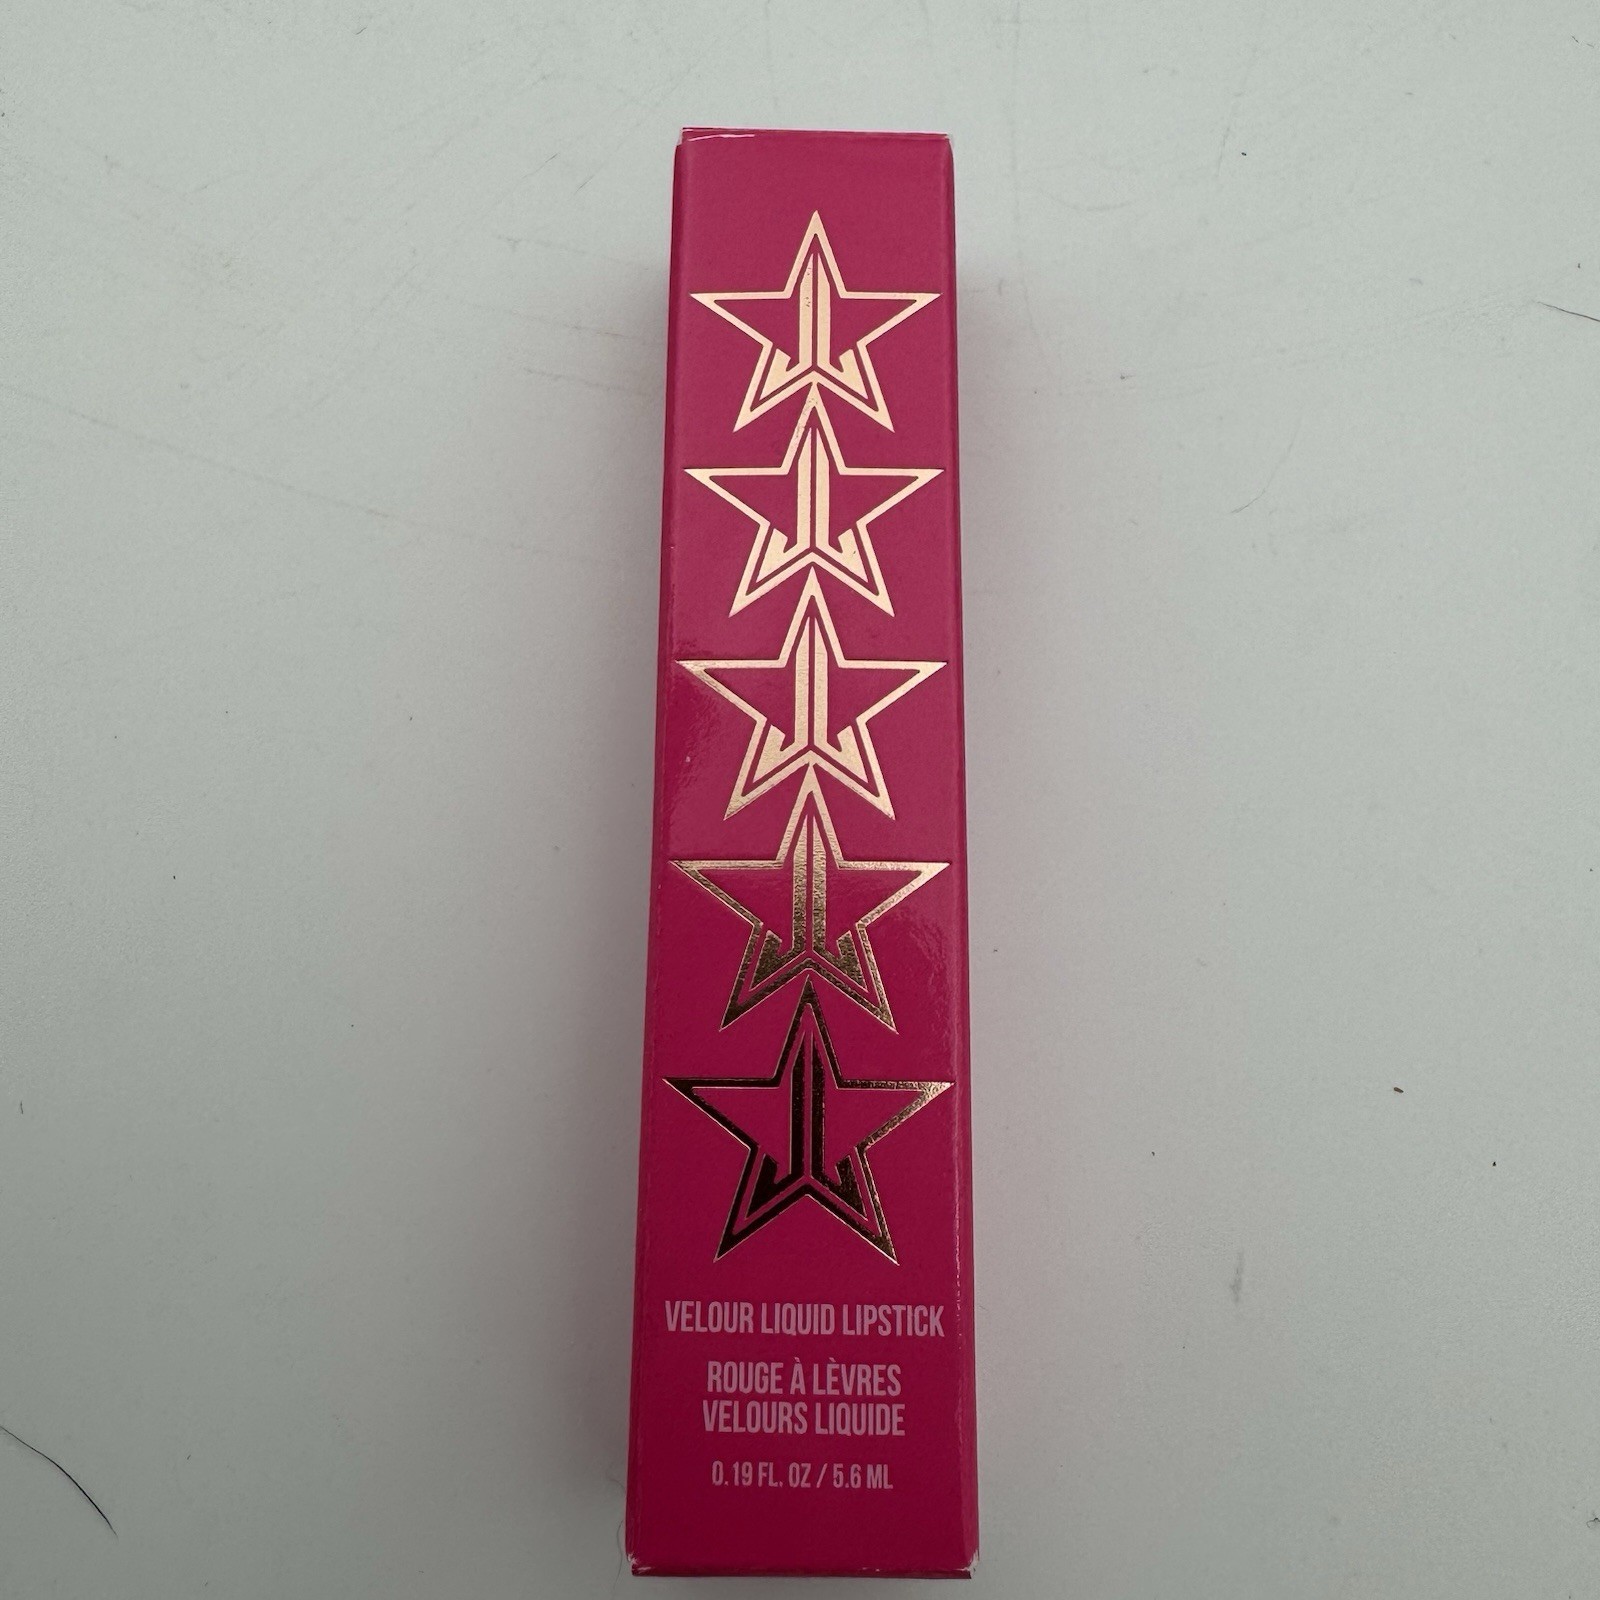 VELOUR LIQUID LIPSTICK
ROUGE À LÈVRES
VELOURS LIQUIDE
0.19 FL. OZ / 5.6 ML